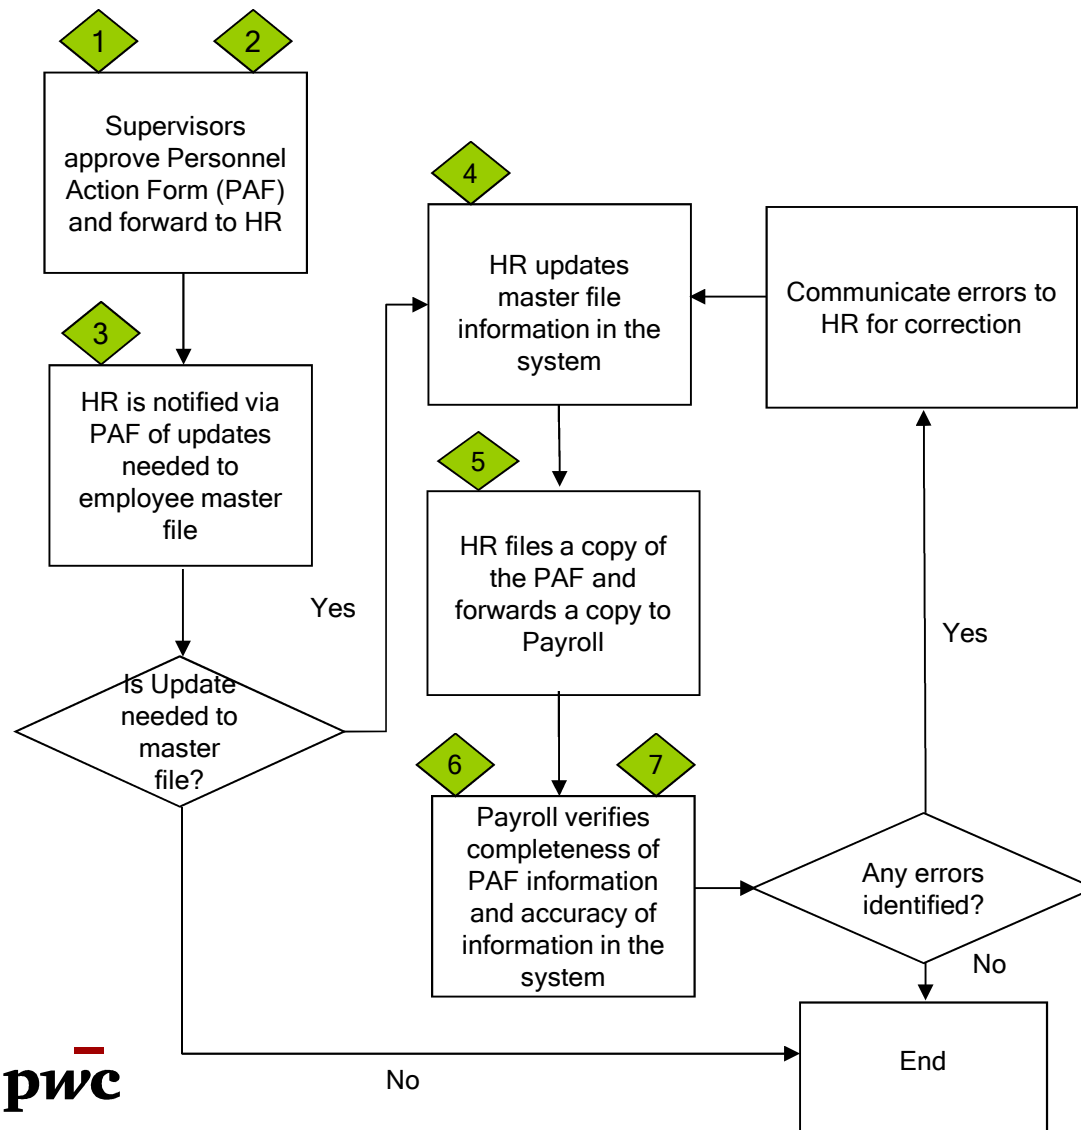 1
2
Supervisors
approve Personnel
Action Form (PAF)
and forward to HR
3
HR is notified via
PAF of updates
needed to
employee master
file
Is Update
needed to
master
file?
Yes
4
HR updates
master file
information in the
system
5
HR files a copy of
the PAF and
forwards a copy to
Payroll
6
7
Payroll verifies
completeness of
PAF information
and accuracy of
information in the
system
Communicate errors to
HR for correction
Yes
Any errors
identified?
No
End
No
pwc